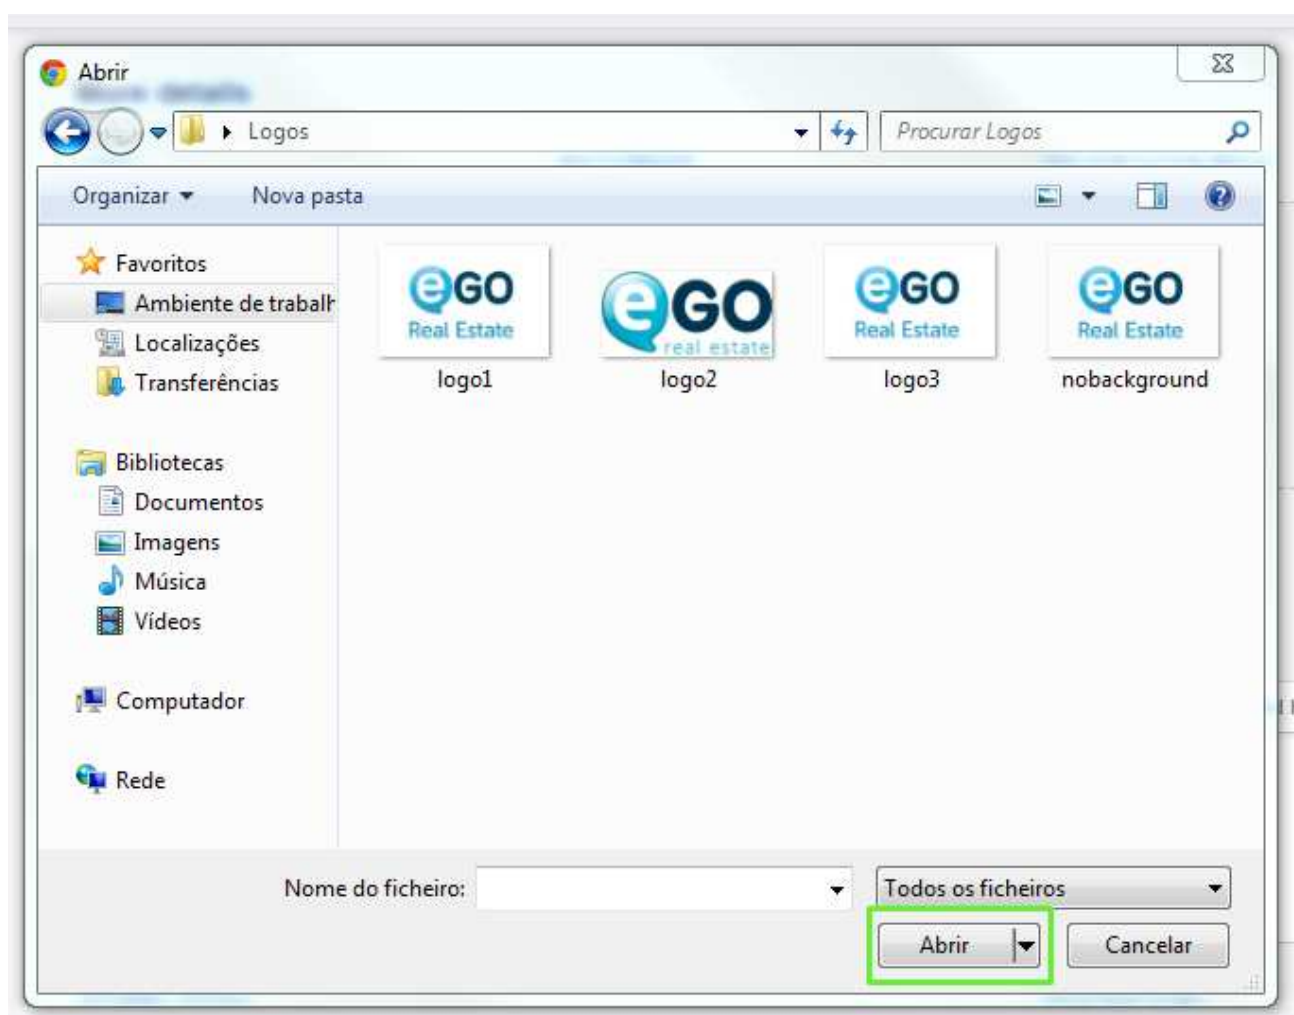 Abrir
Logos
Procurar Logos
Organizar
Nova pasta
Favoritos
Ambiente de trabalh
Localizações
Transferências
Bibliotecas
Documentos
Imagens
Música
Vídeos
Computador
Rede
eGO
Real Estate
logo1
eGO
real estate
logo2
eGO
Real Estate
logo3
eGO
Real Estate
nobackground
Nome do ficheiro:
Todos os ficheiros
Abrir
Cancelar